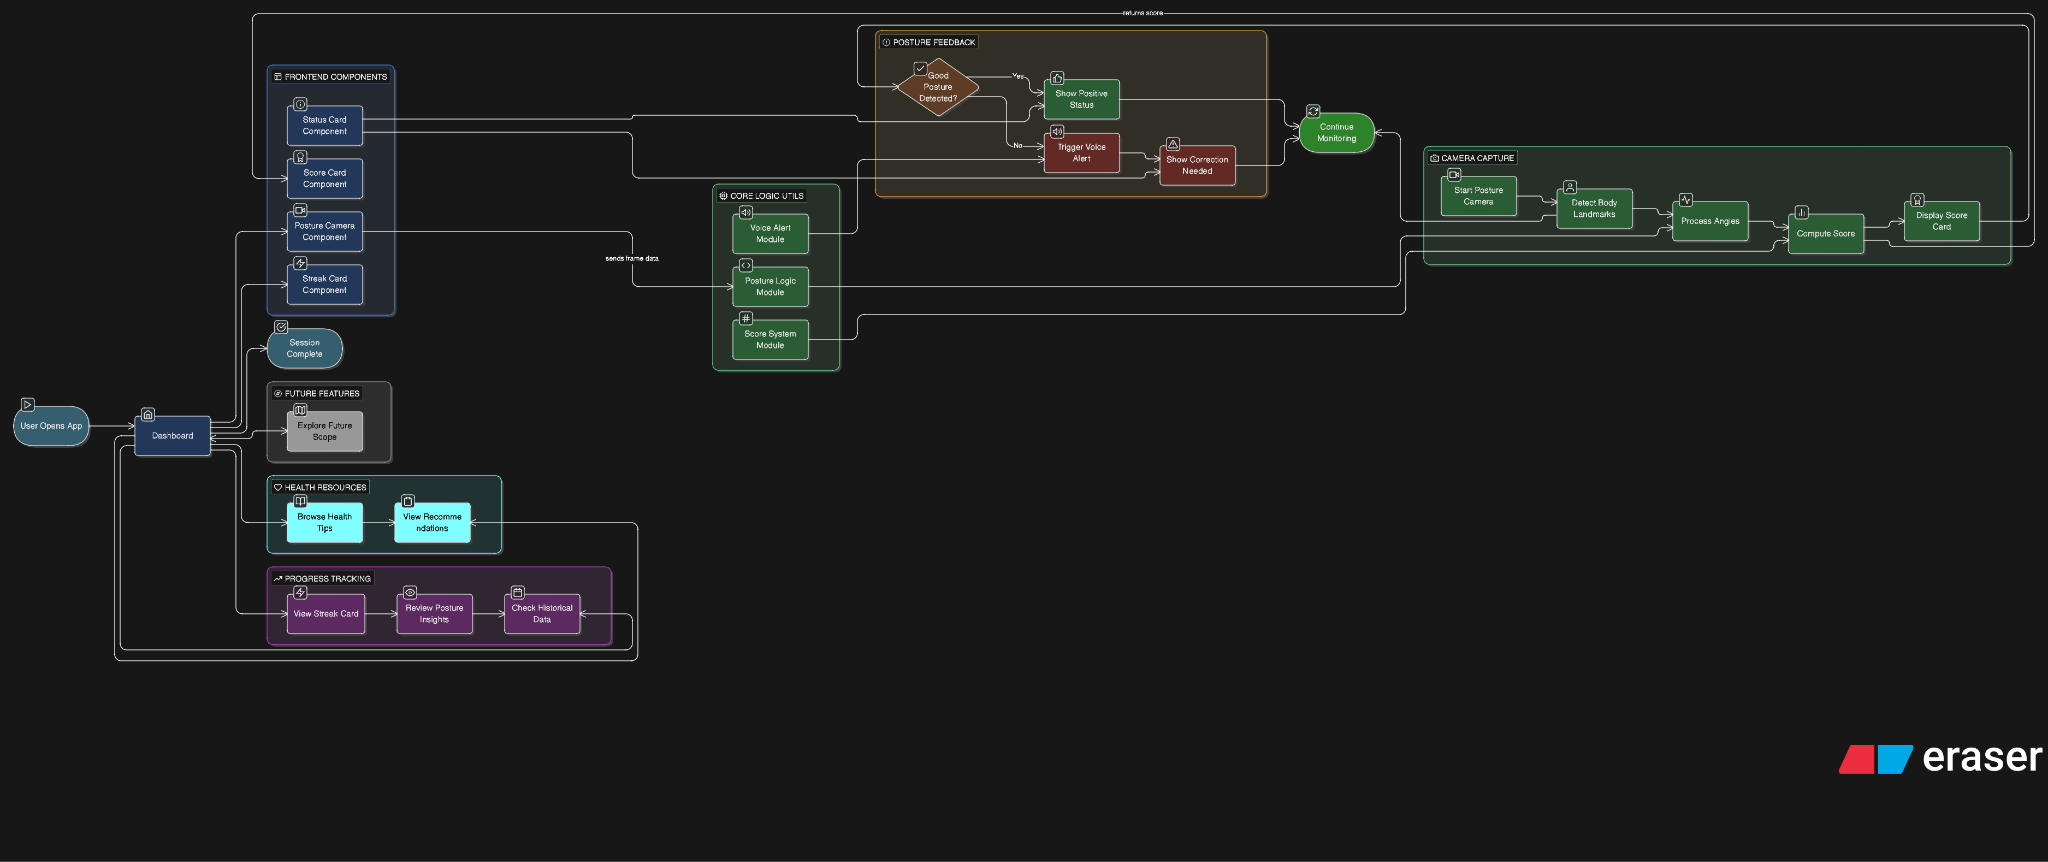 returns score
POSTURE FEEDBACK
Good
Posture
Detected?
Yes
No
Show Positive
Status
Trigger Voice
Alert
Show Correction
Needed
Continue
Monitoring
FRONTEND COMPONENTS
Status Card
Component
Score Card
Component
Posture Camera
Component
Streak Card
Component
sends frame data
CORE LOGIC UTILS
Voice Alert
Module
Posture Logic
Module
Score System
Module
CAMERA CAPTURE
Start Posture
Camera
Detect Body
Landmarks
Process Angles
Compute Score
Display Score
Card
Session
Complete
User Opens App
Dashboard
FUTURE FEATURES
Explore Future
Scope
HEALTH RESOURCES
Browse Health
Tips
View Recomme
ndations
PROGRESS TRACKING
View Streak Card
Review Posture
Insights
Check Historical
Data
eraser